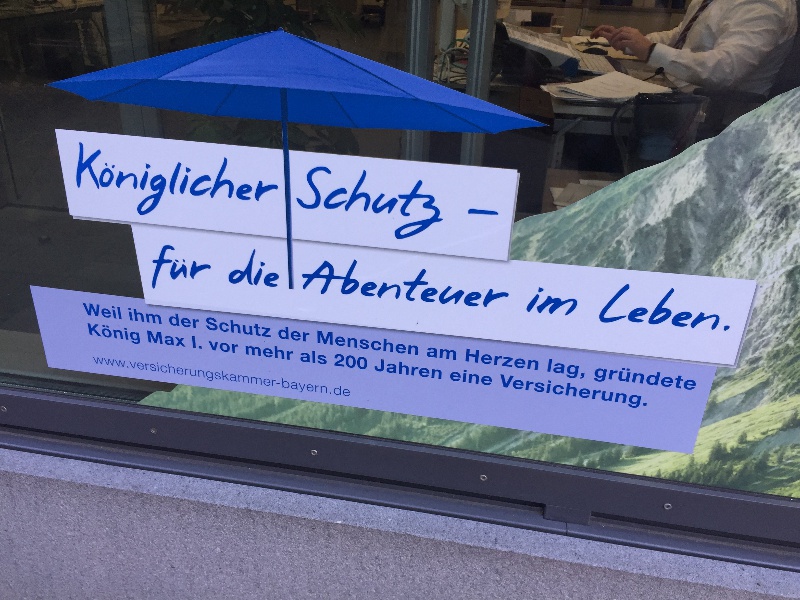 Königlicher Schutz –
für die Abenteuer im Leben.
Weil ihm der Schutz der Menschen am Herzen lag, gründete
König Max I. vor mehr als 200 Jahren eine Versicherung.
www.versicherungskammer-bayern.de